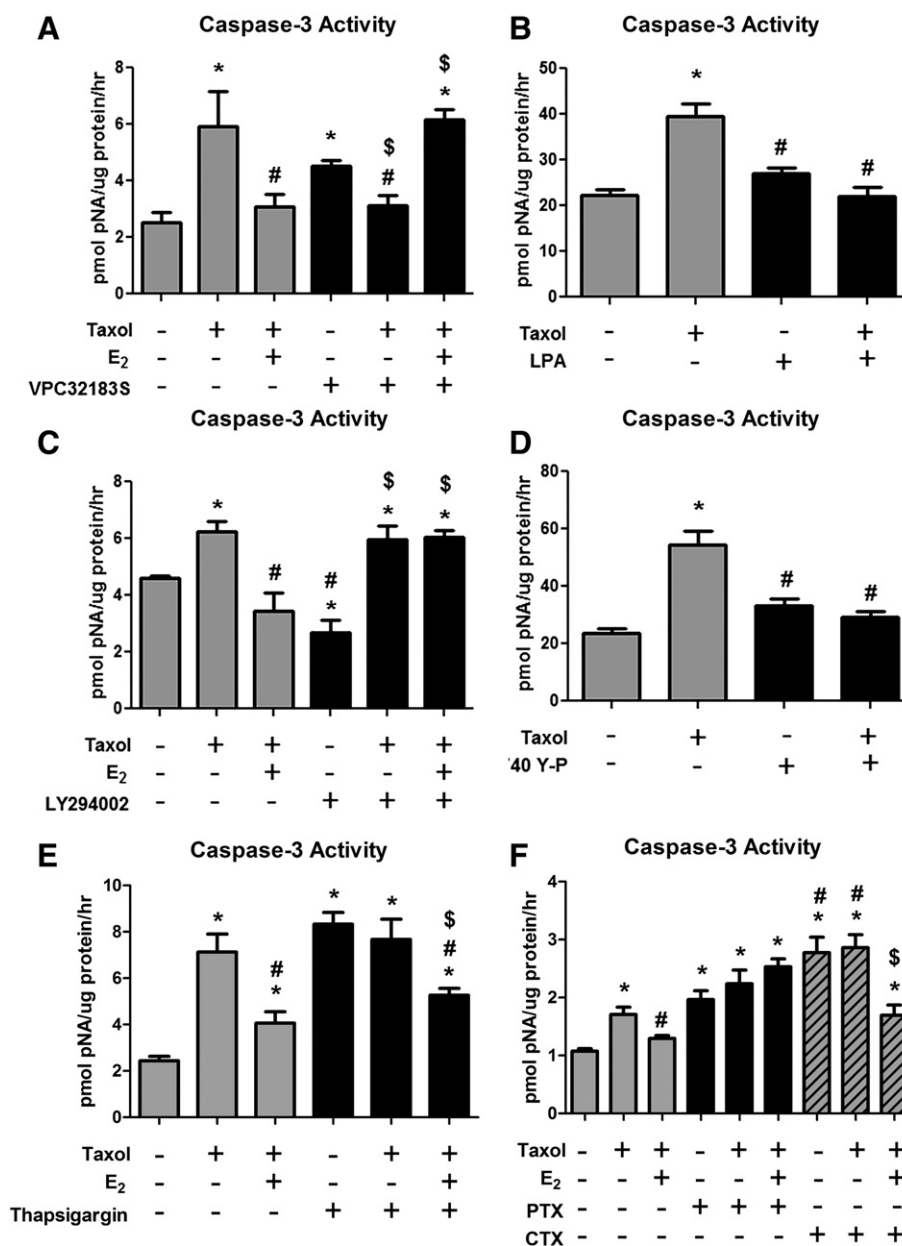 A
Caspase-3 Activity
pmol pNA/ug protein/hr
8
6
4
2
0
* * # * $ # $ *
Taxol - + + - + +
E2 - - + - - +
VPC32183S - - - + + +
B
Caspase-3 Activity
pmol pNA/ug protein/hr
50
40
30
20
10
0
* # #
Taxol - + - +
LPA - - + +
C
Caspase-3 Activity
pmol pNA/ug protein/hr
8
6
4
2
0
* # # * $ * $ *
Taxol - + + - + +
E2 - - + - - +
LY294002 - - - + + +
D
Caspase-3 Activity
pmol pNA/ug protein/hr
80
60
40
20
0
* # #
Taxol - + - +
'40 Y-P - - + +
E
Caspase-3 Activity
pmol pNA/ug protein/hr
10
8
6
4
2
0
* # * * * $ # *
Taxol - + + - + +
E2 - - + - - +
Thapsigargin - - - + + +
F
Caspase-3 Activity
pmol pNA/ug protein/hr
4
3
2
1
0
* # * * * # * # * $ *
Taxol - + + - + + - + +
E2 - - + - - + - - +
PTX - - - + + + - - -
CTX - - - - - - + + +